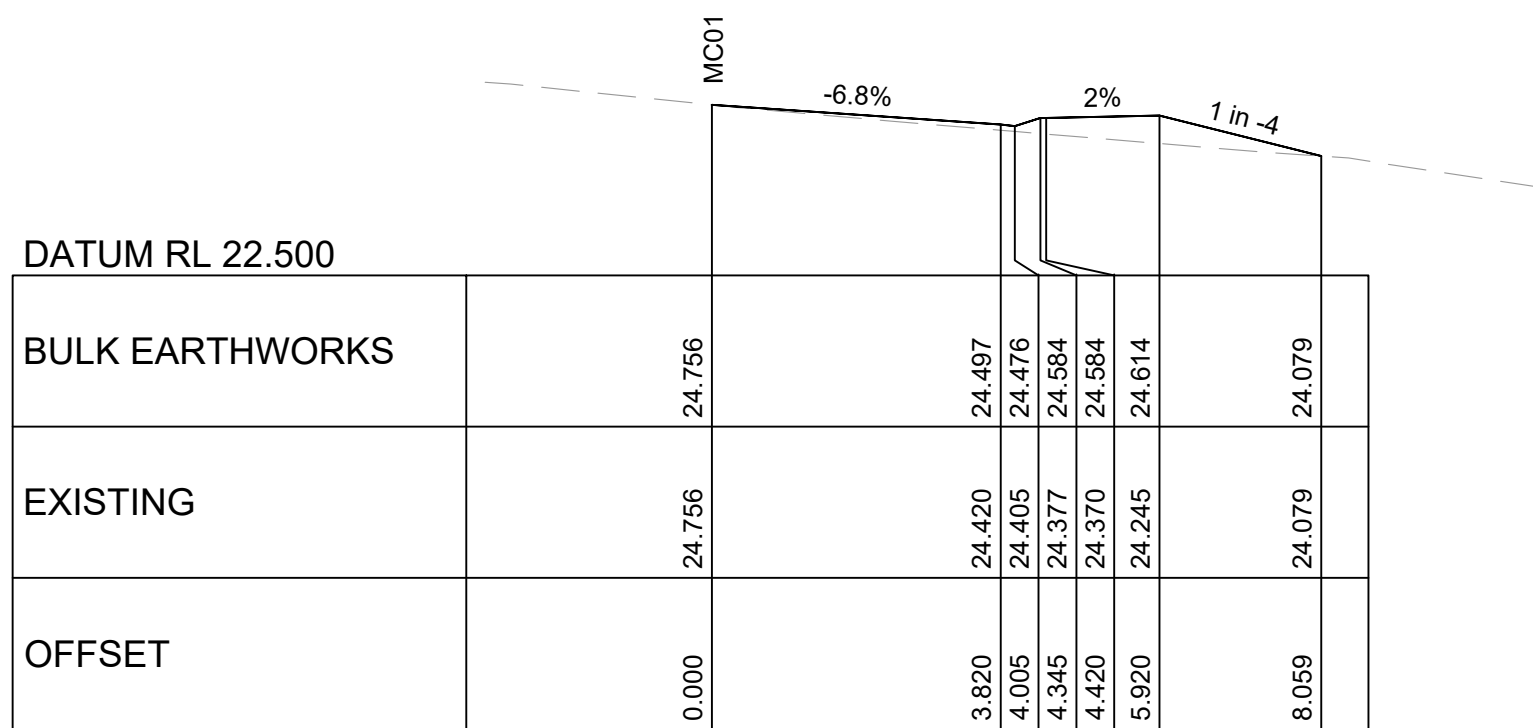 MC01
-6.8%
2%
1 in -4
DATUM RL 22.500
BULK EARTHWORKS 24.756 24.497 24.476 24.584 24.584 24.614 24.079
EXISTING 24.756 24.420 24.405 24.377 24.370 24.245 24.079
OFFSET 0.000 3.820 4.005 4.345 4.420 5.920 8.059